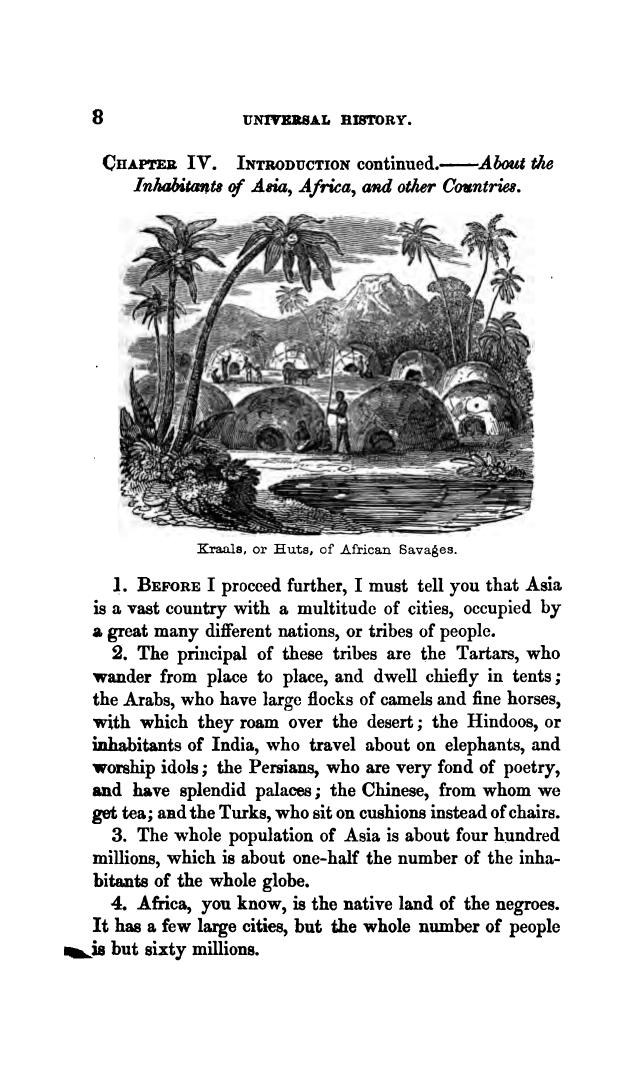 8
UNIVERSAL HISTORY.
CHAPTER IV. INTRODUCTION continued.——About the
Inhabitants of Asia, Africa, and other Countries.
Kraals, or Huts, of African Savages.
1. BEFORE I proceed further, I must tell you that Asia
is a vast country with a multitude of cities, occupied by
a great many different nations, or tribes of people.
2. The principal of these tribes are the Tartars, who
wander from place to place, and dwell chiefly in tents;
the Arabs, who have large flocks of camels and fine horses,
with which they roam over the desert; the Hindoos, or
inhabitants of India, who travel about on elephants, and
worship idols; the Persians, who are very fond of poetry,
and have splendid palaces; the Chinese, from whom we
get tea; and the Turks, who sit on cushions instead of chairs.
3. The whole population of Asia is about four hundred
millions, which is about one-half the number of the inha-
bitants of the whole globe.
4. Africa, you know, is the native land of the negroes.
It has a few large cities, but the whole number of people
is but sixty millions.